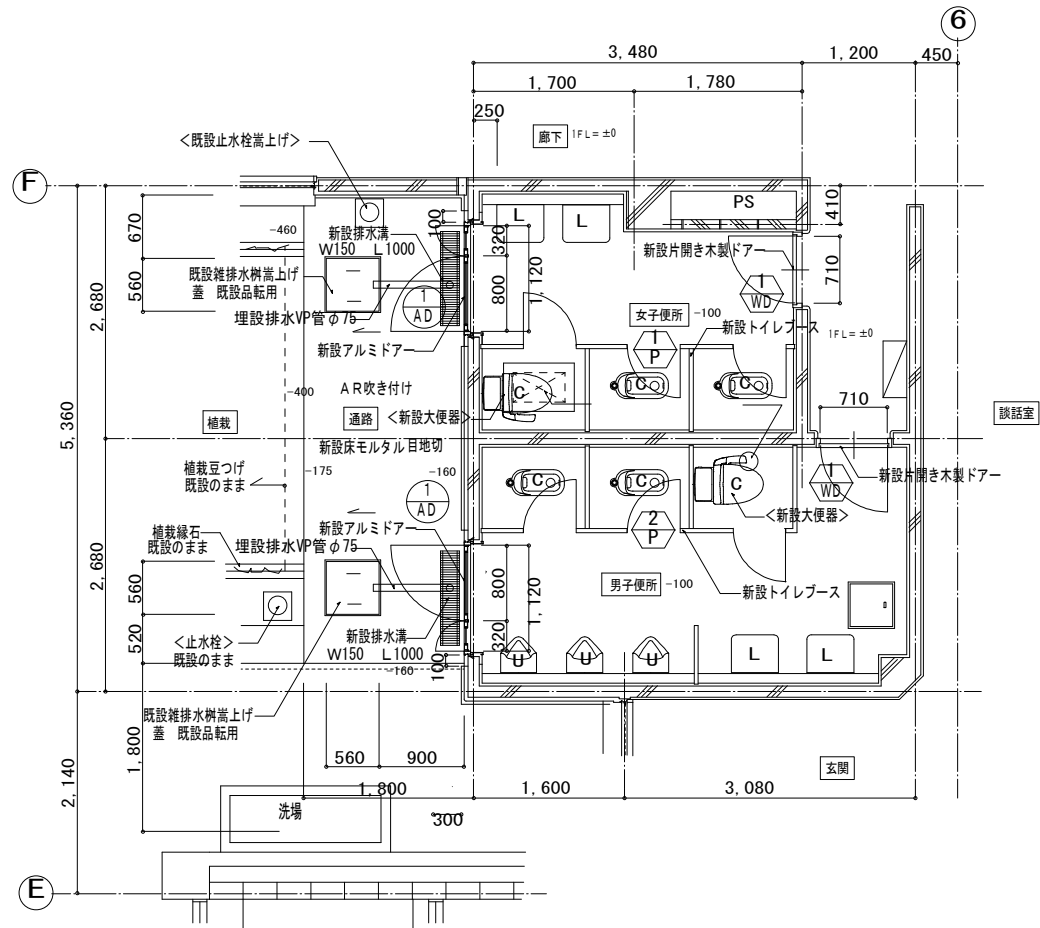 6
3,480
1,200
450
1,700
1,780
250
廊下 1FL=±0
<既設止水栓嵩上げ>
F
PS
410
L
L
670
-460
100
新設排水溝
W150 L1000
320
新設片開き木製ドアー
既設雑排水桝嵩上げ
蓋 既設品転用
560
1
AD
800
1,120
1
WD
710
2,680
埋設排水VP管φ75
女子便所 -100
新設トイレブース
1
P
1FL=±0
新設アルミドアー
-400
AR吹き付け
C
C
C
710
植栽
通路
<新設大便器>
談話室
5,360
新設床モルタル目地切
植栽豆つげ
既設のまま
-175
-160
新設片開き木製ドアー
1
AD
C
C
C
1
WD
<新設大便器>
新設アルミドアー
2
P
植栽縁石
既設のまま
埋設排水VP管φ75
2,680
560
800
1,120
男子便所 -100
新設トイレブース
520
<止水栓>
既設のまま
新設排水溝
W150 L1000
320
100
-160
U
U
U
L
L
既設雑排水桝嵩上げ
蓋 既設品転用
1,800
560
900
玄関
2,140
1,800
1,600
3,080
洗場
300
E